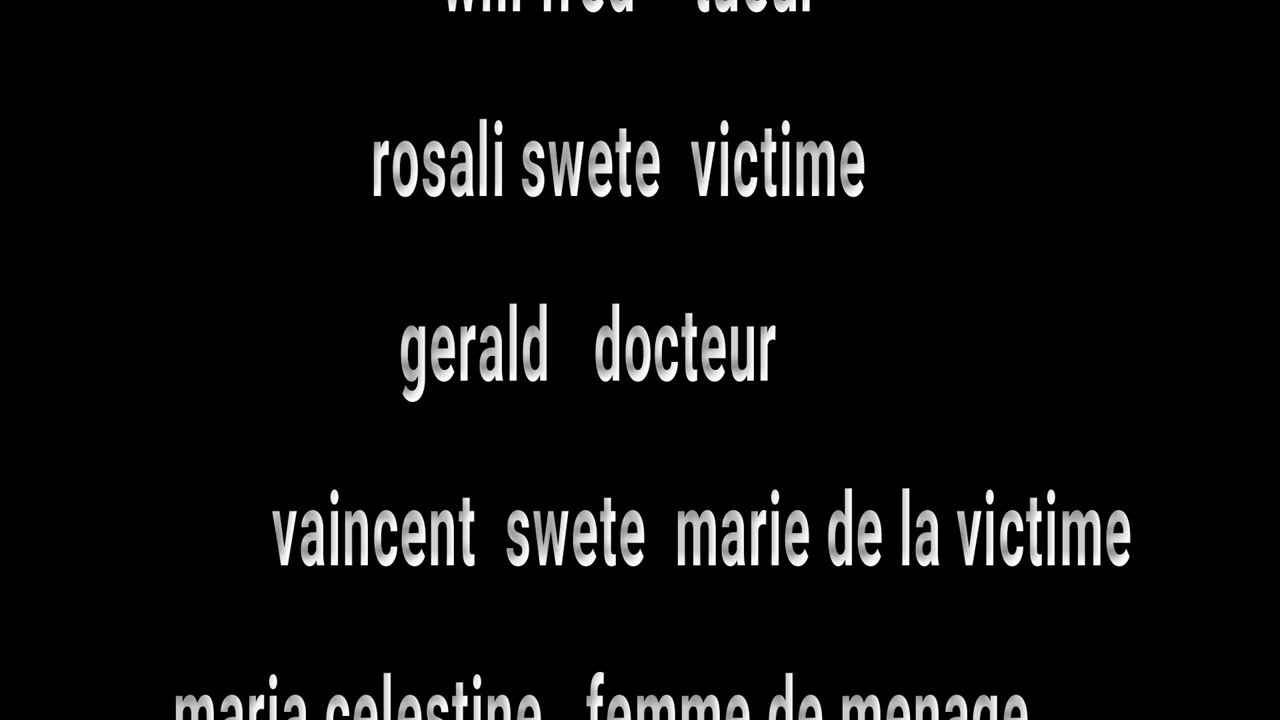 rosali swete victime
gerald docteur
vaincent swete marie de la victime
maria celestine femme de menage